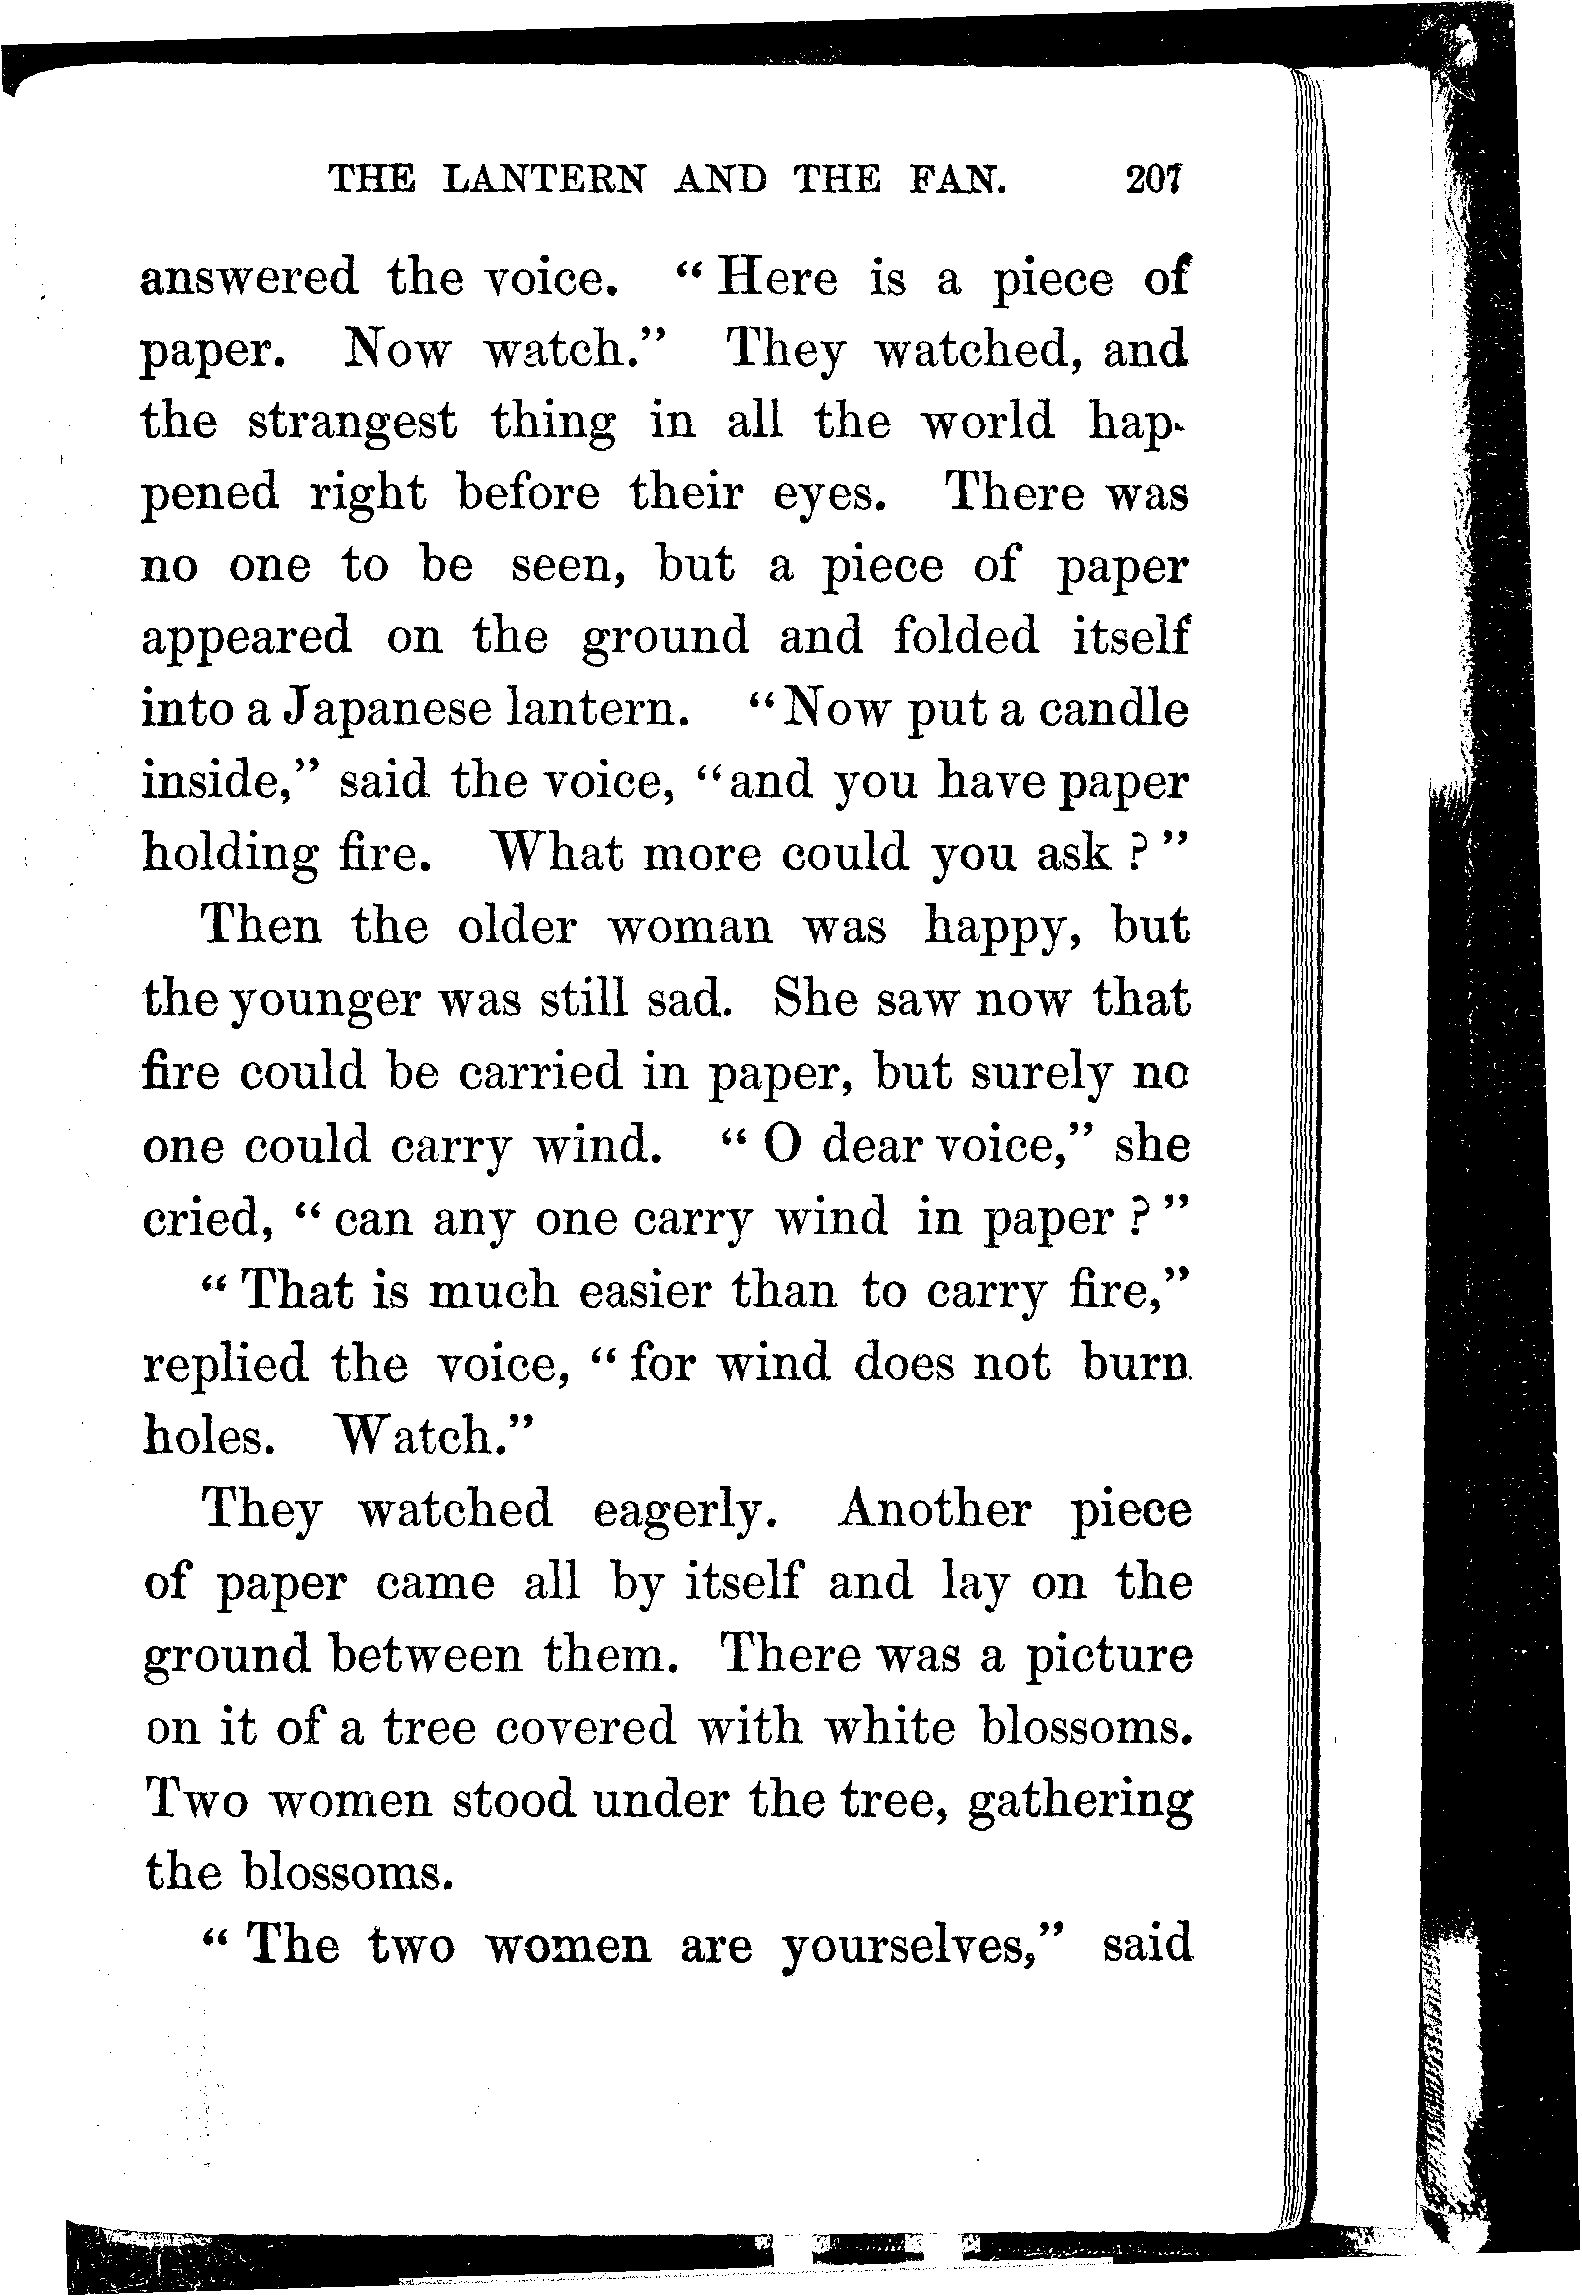 THE LANTERN AND THE FAN. 207
answered the voice. "Here is a piece of
paper. Now watch." They watched, and
the strangest thing in all the world hap-
pened right before their eyes. There was
no one to be seen, but a piece of paper
appeared on the ground and folded itself
into a Japanese lantern. "Now put a candle
inside," said the voice, "and you have paper
holding fire. What more could you ask?"
Then the older woman was happy, but
the younger was still sad. She saw now that
fire could be carried in paper, but surely no
one could carry wind. "O dear voice," she
cried, "can any one carry wind in paper?"
"That is much easier than to carry fire,"
replied the voice, "for wind does not burn
holes. Watch."
They watched eagerly. Another piece
of paper came all by itself and lay on the
ground between them. There was a picture
on it of a tree covered with white blossoms.
Two women stood under the tree, gathering
the blossoms.
"The two women are yourselves," said